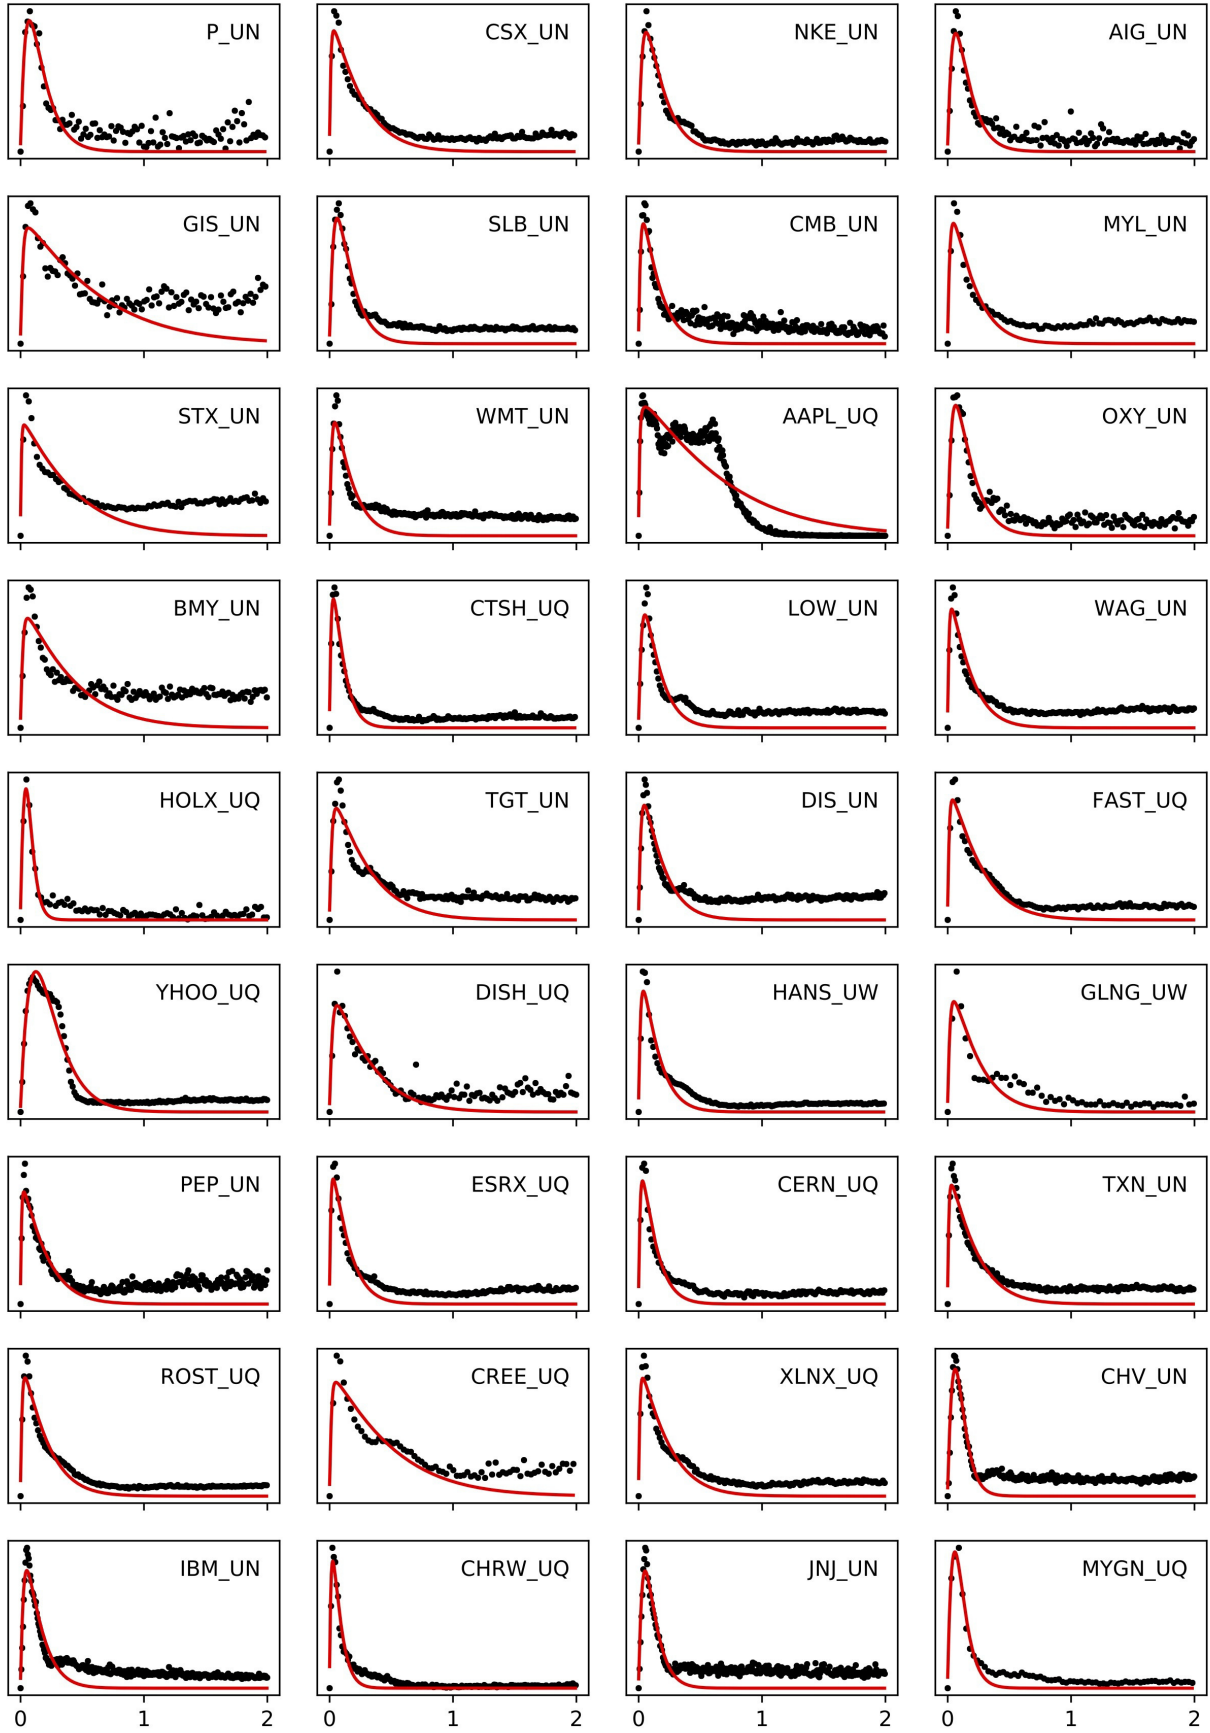 P_UN CSX_UN NKE_UN AIG_UN
GIS_UN SLB_UN CMB_UN MYL_UN
STX_UN WMT_UN AAPL_UQ OXY_UN
BMY_UN CTSH_UQ LOW_UN WAG_UN
HOLX_UQ TGT_UN DIS_UN FAST_UQ
YHOO_UQ DISH_UQ HANS_UW GLNG_UW
PEP_UN ESRX_UQ CERN_UQ TXN_UN
ROST_UQ CREE_UQ XLNX_UQ CHV_UN
IBM_UN CHRW_UQ JNJ_UN MYGN_UQ
0 1 2 0 1 2 0 1 2 0 1 2